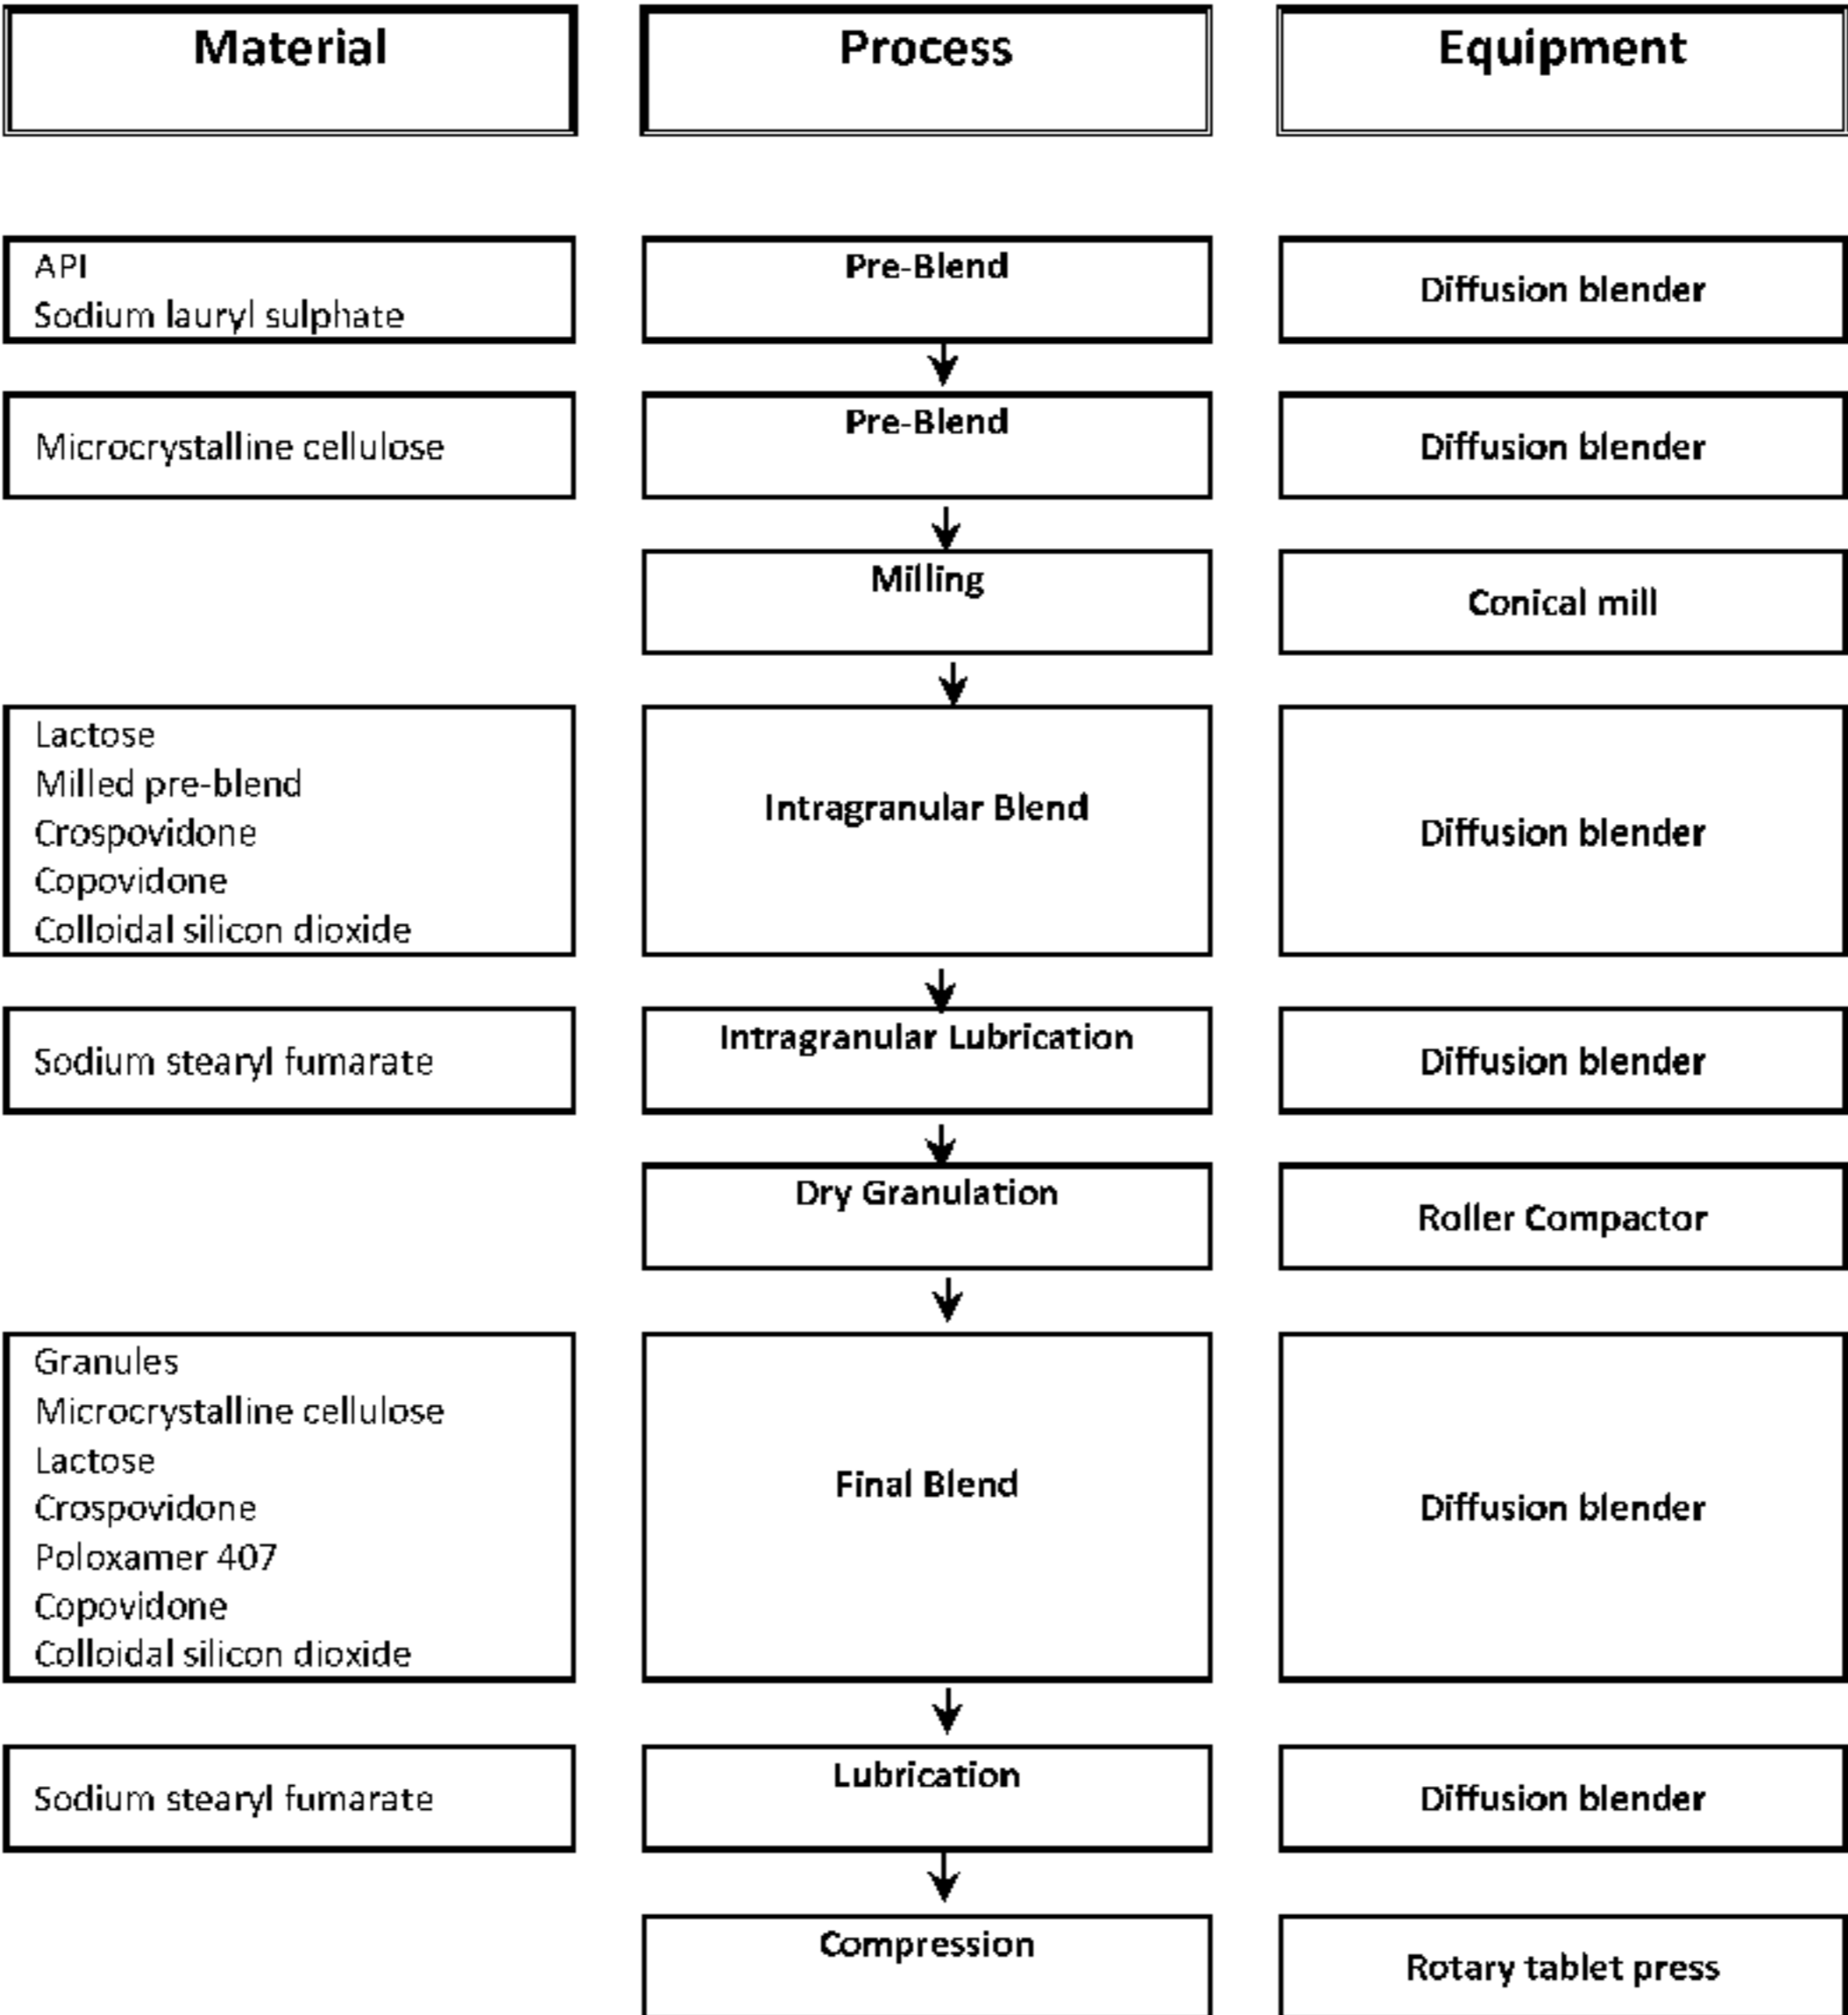 Material
Process
Equipment
API
Sodium lauryl sulphate
Pre-Blend
Diffusion blender
Microcrystalline cellulose
Pre-Blend
Diffusion blender
Milling
Conical mill
Lactose
Milled pre-blend
Crospovidone
Copovidone
Colloidal silicon dioxide
Intragranular Blend
Diffusion blender
Sodium stearyl fumarate
Intragranular Lubrication
Diffusion blender
Dry Granulation
Roller Compactor
Granules
Microcrystalline cellulose
Lactose
Crospovidone
Poloxamer 407
Copovidone
Colloidal silicon dioxide
Final Blend
Diffusion blender
Sodium stearyl fumarate
Lubrication
Diffusion blender
Compression
Rotary tablet press